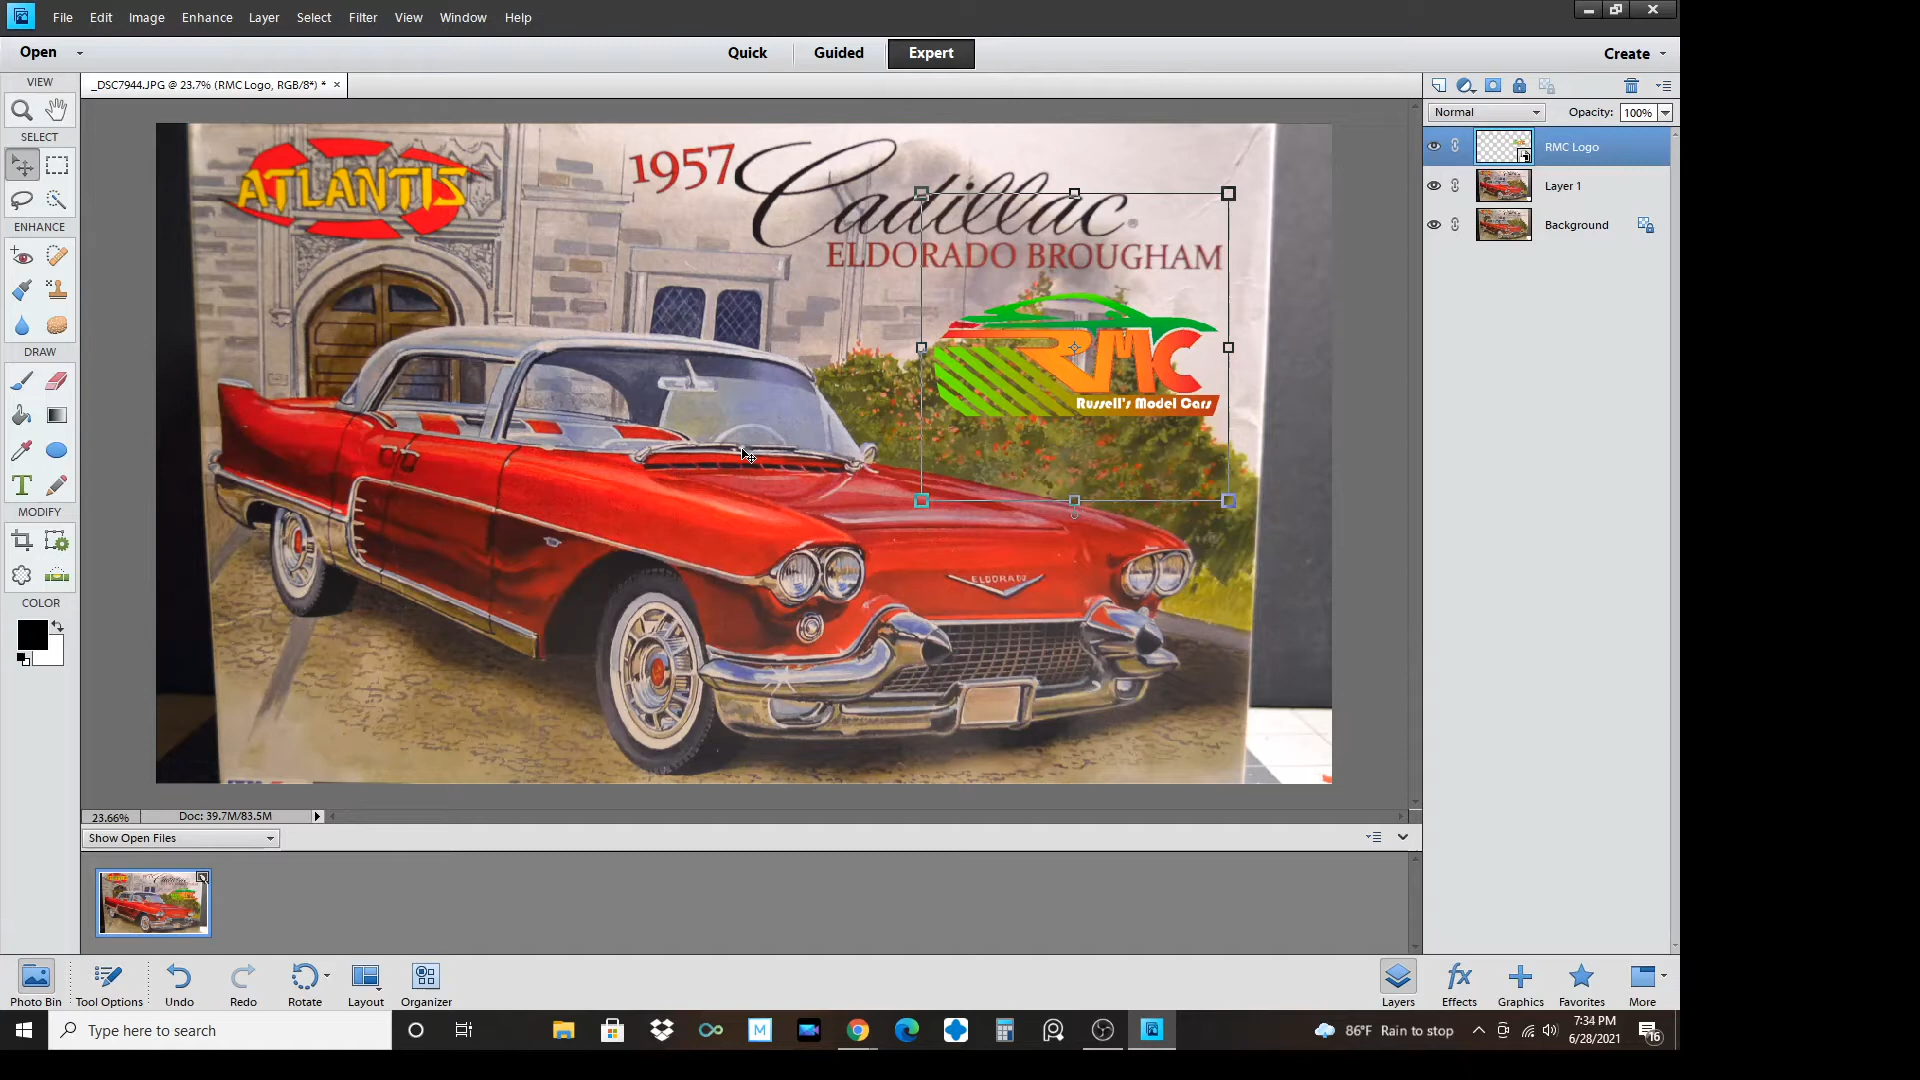 File Edit Image Enhance Layer Select Filter View Window Help
Open Quick Guided Expert Create
VIEW
_DSC7944.JPG @ 23.7% (RMC Logo, RGB/8*) * ×
Normal Opacity: 100%
SELECT
RMC Logo
Layer 1
Background
ENHANCE
DRAW
T
MODIFY
COLOR
ATLANTIS
1957
Cadillac®
ELDORADO BROUGHAM
RMC
Russell's Model Cars
ELDORADO
23.66% Doc: 39.7M/83.5M
Show Open Files
Photo Bin Tool Options Undo Redo Rotate Layout Organizer
fx
Layers Effects Graphics Favorites More
Type here to search
M
86°F Rain to stop
7:34 PM
6/28/2021
16